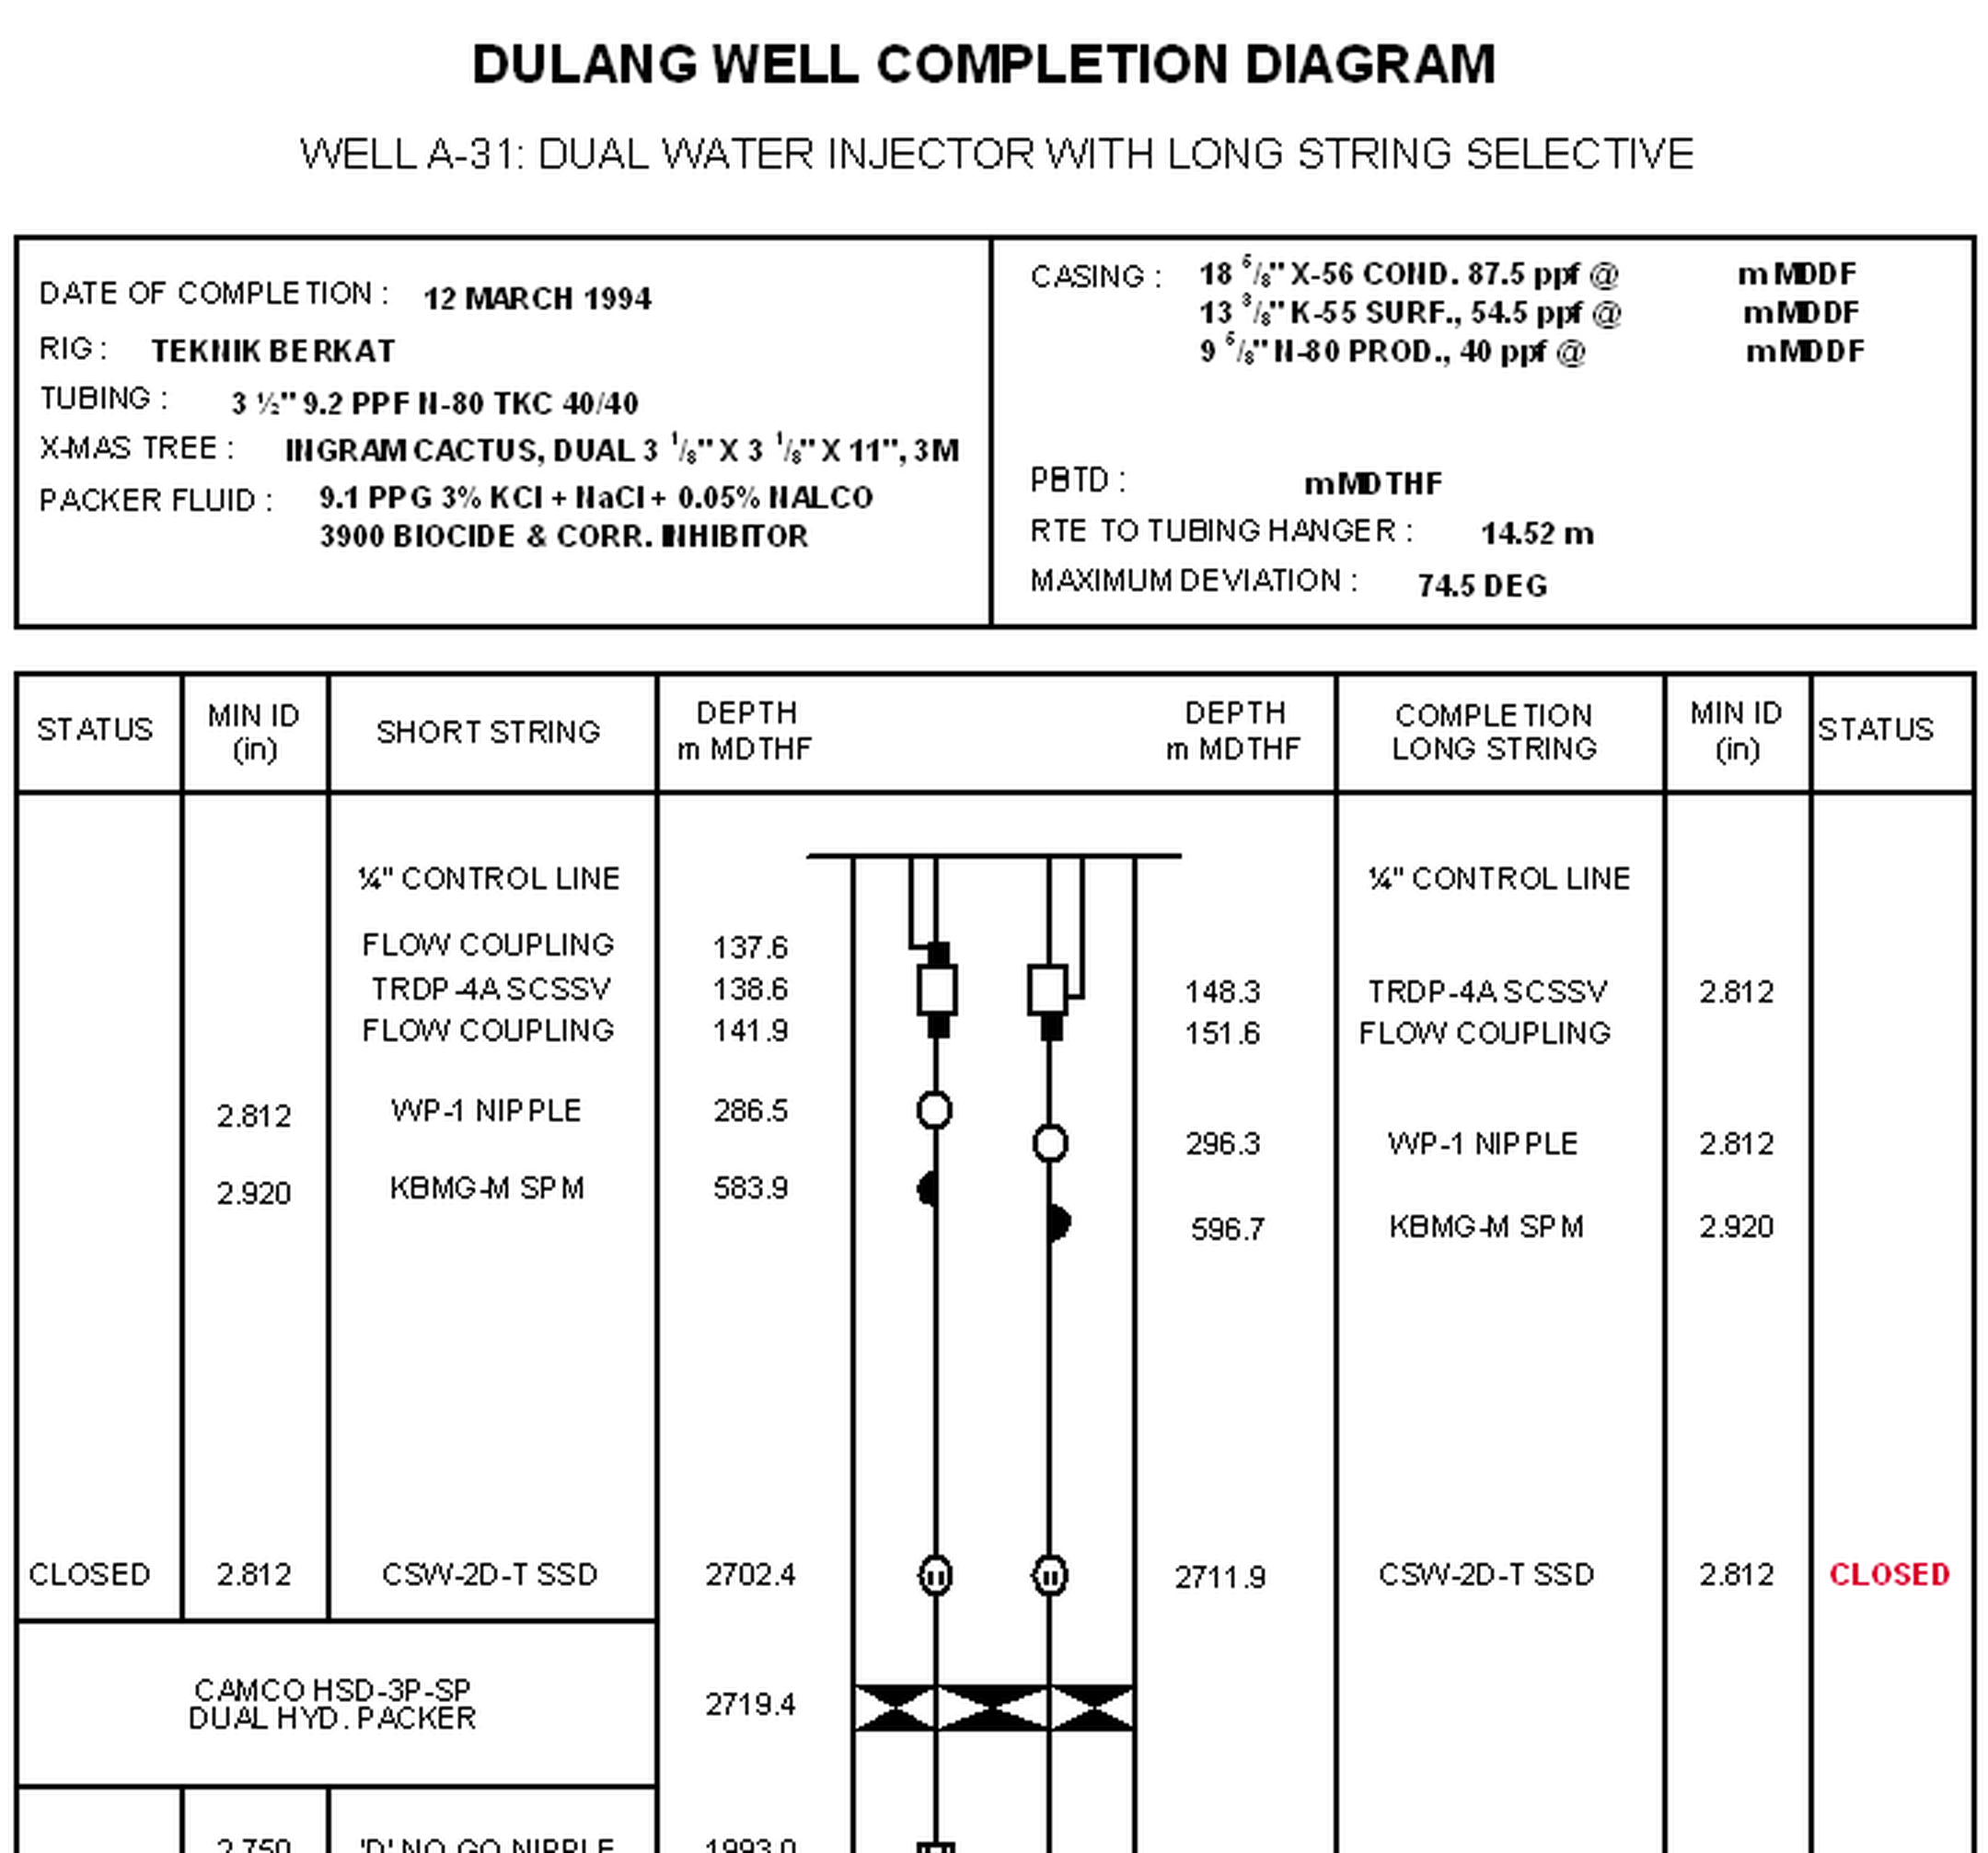 DULANG WELL COMPLETION DIAGRAM
WELL A-31: DUAL WATER INJECTOR WITH LONG STRING SELECTIVE
DATE OF COMPLETION : 12 MARCH 1994
RIG : TEKNIK BERKAT
TUBING : 3 ½" 9.2 PPF N-80 TKC 40/40
X-MAS TREE : INGRAM CACTUS, DUAL 3 1/8" X 3 1/8" X 11", 3M
PACKER FLUID : 9.1 PPG 3% KCl + NaCl + 0.05% NALCO
3900 BIOCIDE & CORR. INHIBITOR
CASING : 18 5/8" X-56 COND. 87.5 ppf @ m MDDF
13 3/8" K-55 SURF., 54.5 ppf @ m MDDF
9 5/8" N-80 PROD., 40 ppf @ m MDDF
PBTD : m MDTHF
RTE TO TUBING HANGER : 14.52 m
MAXIMUM DEVIATION : 74.5 DEG
STATUS MIN ID (in) SHORT STRING DEPTH m MDTHF DEPTH m MDTHF COMPLETION LONG STRING MIN ID (in) STATUS
¼" CONTROL LINE ¼" CONTROL LINE
FLOW COUPLING 137.6
TRDP-4A SCSSV 138.6 148.3 TRDP-4A SCSSV 2.812
FLOW COUPLING 141.9 151.6 FLOW COUPLING
2.812 WP-1 NIPPLE 286.5
296.3 WP-1 NIPPLE 2.812
2.920 KBMG-M SPM 583.9
596.7 KBMG-M SPM 2.920
CLOSED 2.812 CSW-2D-T SSD 2702.4 2711.9 CSW-2D-T SSD 2.812 CLOSED
CAMCO HSD-3P-SP
DUAL HYD. PACKER 2719.4
2.750 'D' NO GO NIPPLE 1993.0